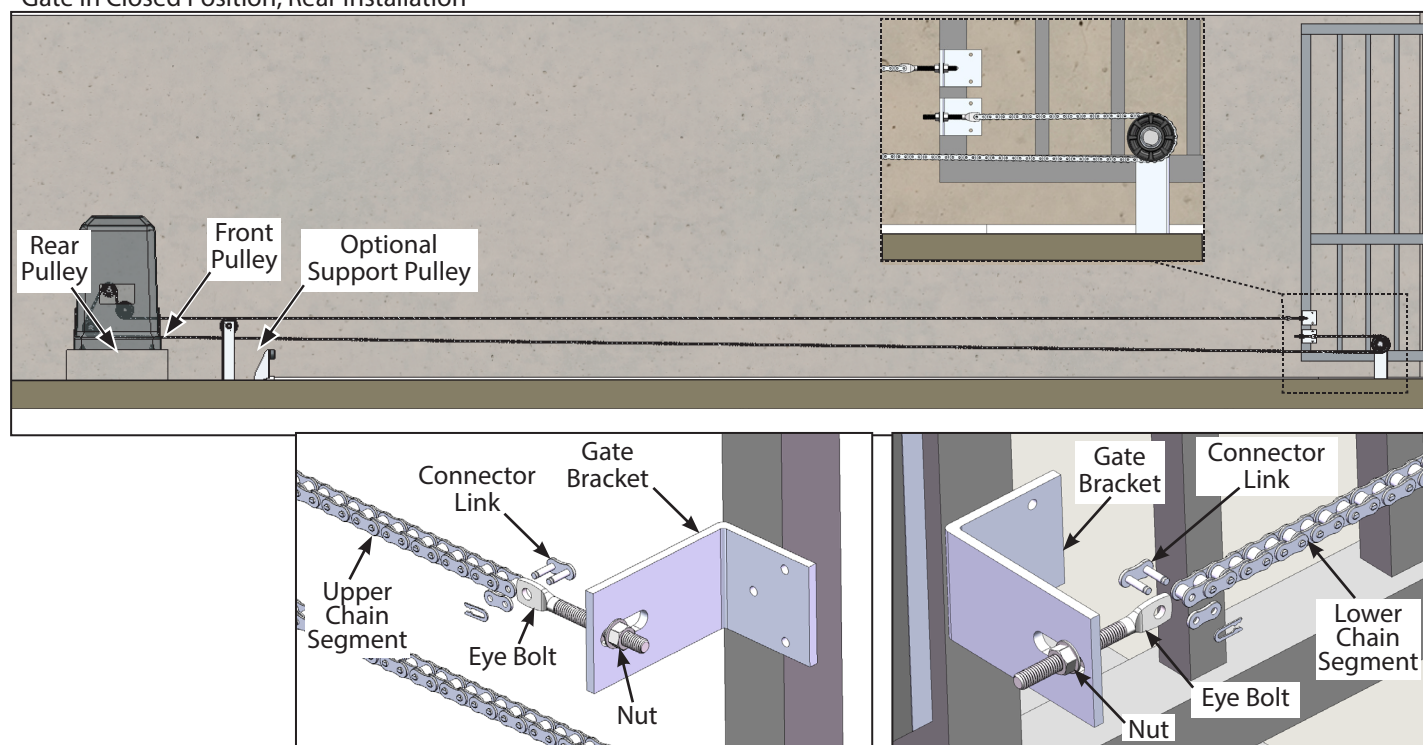 Gate in Closed Position, Rear Installation
Rear
Pulley
Front
Pulley
Optional
Support Pulley
Connector
Link
Gate
Bracket
Upper
Chain
Segment
Eye Bolt
Nut
Gate
Bracket
Connector
Link
Lower
Chain
Segment
Eye Bolt
Nut